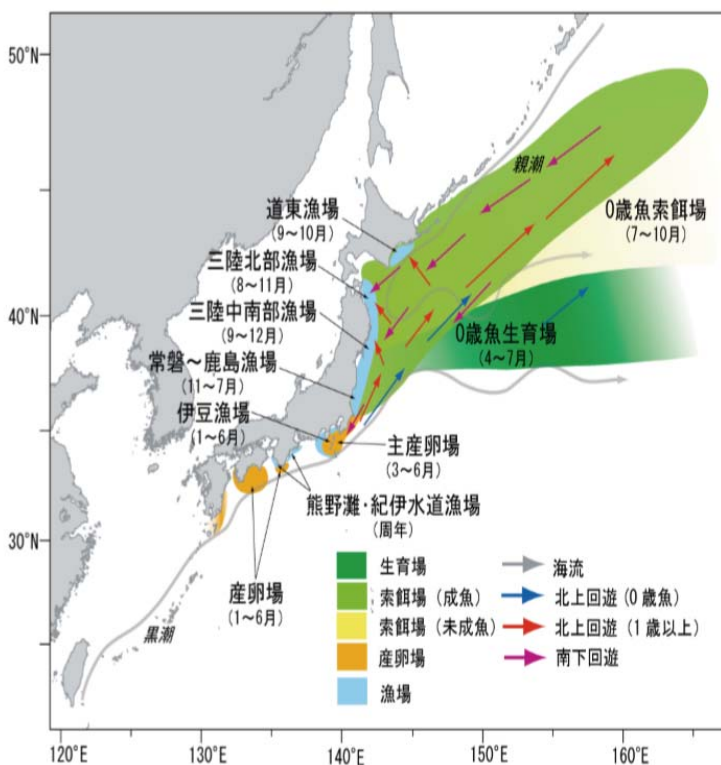 50°N
親潮
0歳魚索餌場
(7〜10月)
道東漁場
(9〜10月)
三陸北部漁場
(8〜11月)
40°N
三陸中南部漁場
(9〜12月)
0歳魚生育場
(4〜7月)
常磐〜鹿島漁場
(11〜7月)
伊豆漁場
(1〜6月)
主産卵場
(3〜6月)
熊野灘・紀伊水道漁場
(周年)
30°N
産卵場
(1〜6月)
黒潮
生育場
索餌場(成魚)
索餌場(未成魚)
産卵場
漁場
海流
北上回遊(0歳魚)
北上回遊(1歳以上)
南下回遊
120°E
130°E
140°E
150°E
160°E